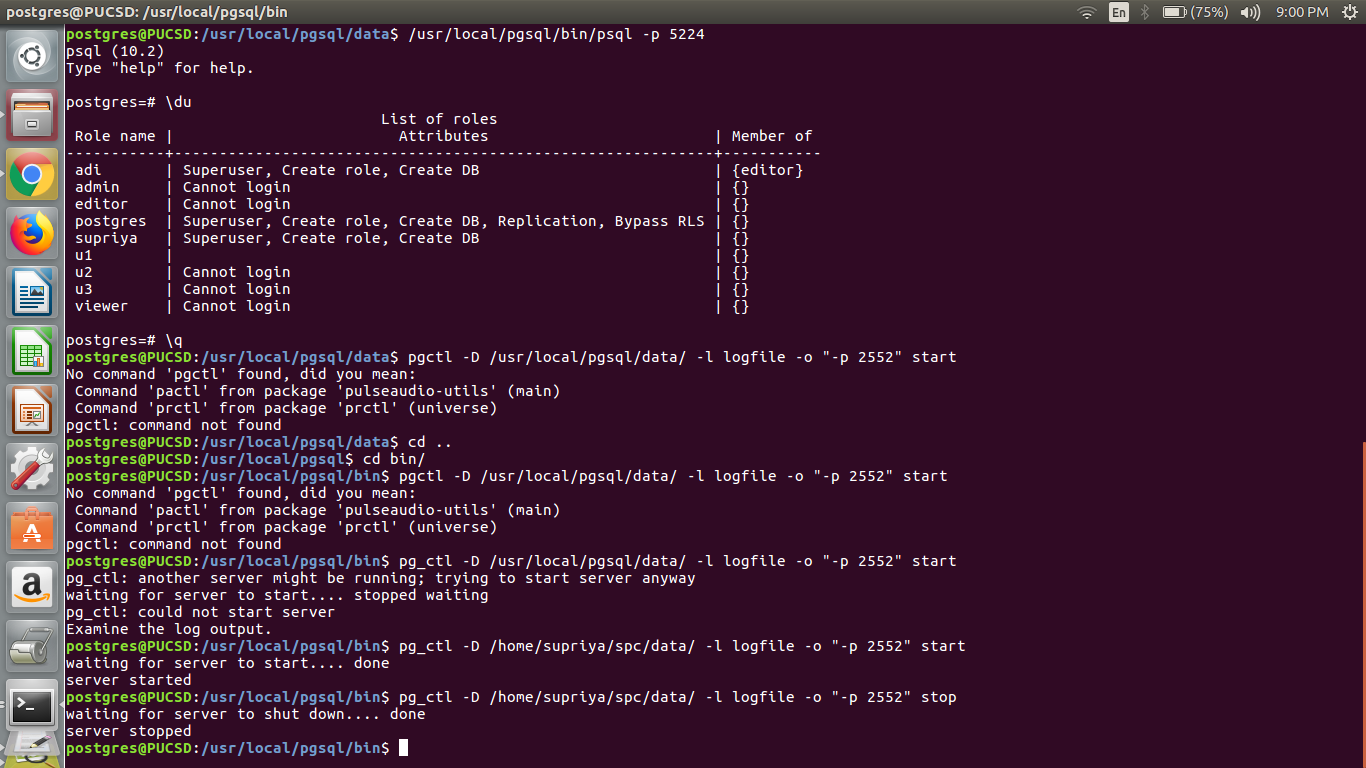 postgres@PUCSD: /usr/local/pgsql/bin
En
(75%)
9:00 PM
postgres@PUCSD:/usr/local/pgsql/data$ /usr/local/pgsql/bin/psql -p 5224
psql (10.2)
Type "help" for help.
postgres=# \du
List of roles
Role name | Attributes | Member of
-----------+------------------------------------------------------------+-----------
adi | Superuser, Create role, Create DB | {editor}
admin | Cannot login | {}
editor | Cannot login | {}
postgres | Superuser, Create role, Create DB, Replication, Bypass RLS | {}
supriya | Superuser, Create role, Create DB | {}
u1 | | {}
u2 | Cannot login | {}
u3 | Cannot login | {}
viewer | Cannot login | {}
postgres=# \q
postgres@PUCSD:/usr/local/pgsql/data$ pgctl -D /usr/local/pgsql/data/ -l logfile -o "-p 2552" start
No command 'pgctl' found, did you mean:
Command 'pactl' from package 'pulseaudio-utils' (main)
Command 'prctl' from package 'prctl' (universe)
pgctl: command not found
postgres@PUCSD:/usr/local/pgsql/data$ cd ..
postgres@PUCSD:/usr/local/pgsql$ cd bin/
postgres@PUCSD:/usr/local/pgsql/bin$ pgctl -D /usr/local/pgsql/data/ -l logfile -o "-p 2552" start
No command 'pgctl' found, did you mean:
Command 'pactl' from package 'pulseaudio-utils' (main)
Command 'prctl' from package 'prctl' (universe)
pgctl: command not found
postgres@PUCSD:/usr/local/pgsql/bin$ pg_ctl -D /usr/local/pgsql/data/ -l logfile -o "-p 2552" start
pg_ctl: another server might be running; trying to start server anyway
waiting for server to start.... stopped waiting
pg_ctl: could not start server
Examine the log output.
postgres@PUCSD:/usr/local/pgsql/bin$ pg_ctl -D /home/supriya/spc/data/ -l logfile -o "-p 2552" start
waiting for server to start.... done
server started
postgres@PUCSD:/usr/local/pgsql/bin$ pg_ctl -D /home/supriya/spc/data/ -l logfile -o "-p 2552" stop
waiting for server to shut down.... done
server stopped
postgres@PUCSD:/usr/local/pgsql/bin$